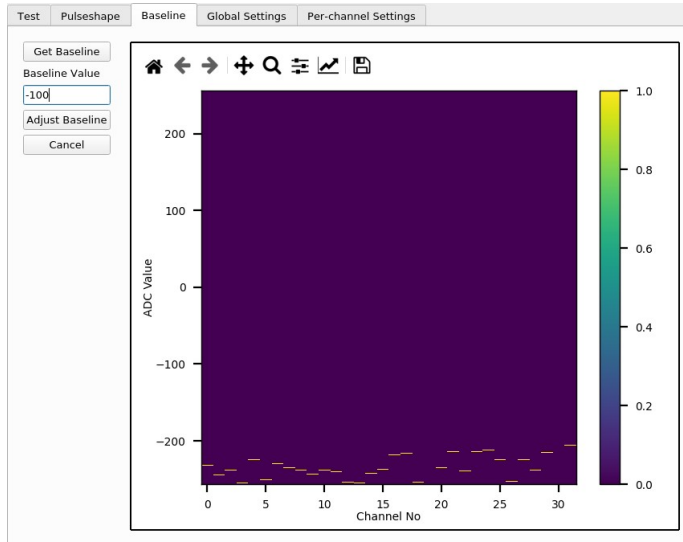 Test Pulseshape Baseline Global Settings Per-channel Settings
Get Baseline
Baseline Value
-100
Adjust Baseline
Cancel
200
100
0
−100
−200
ADC Value
0 5 10 15 20 25 30
Channel No
1.0
0.8
0.6
0.4
0.2
0.0